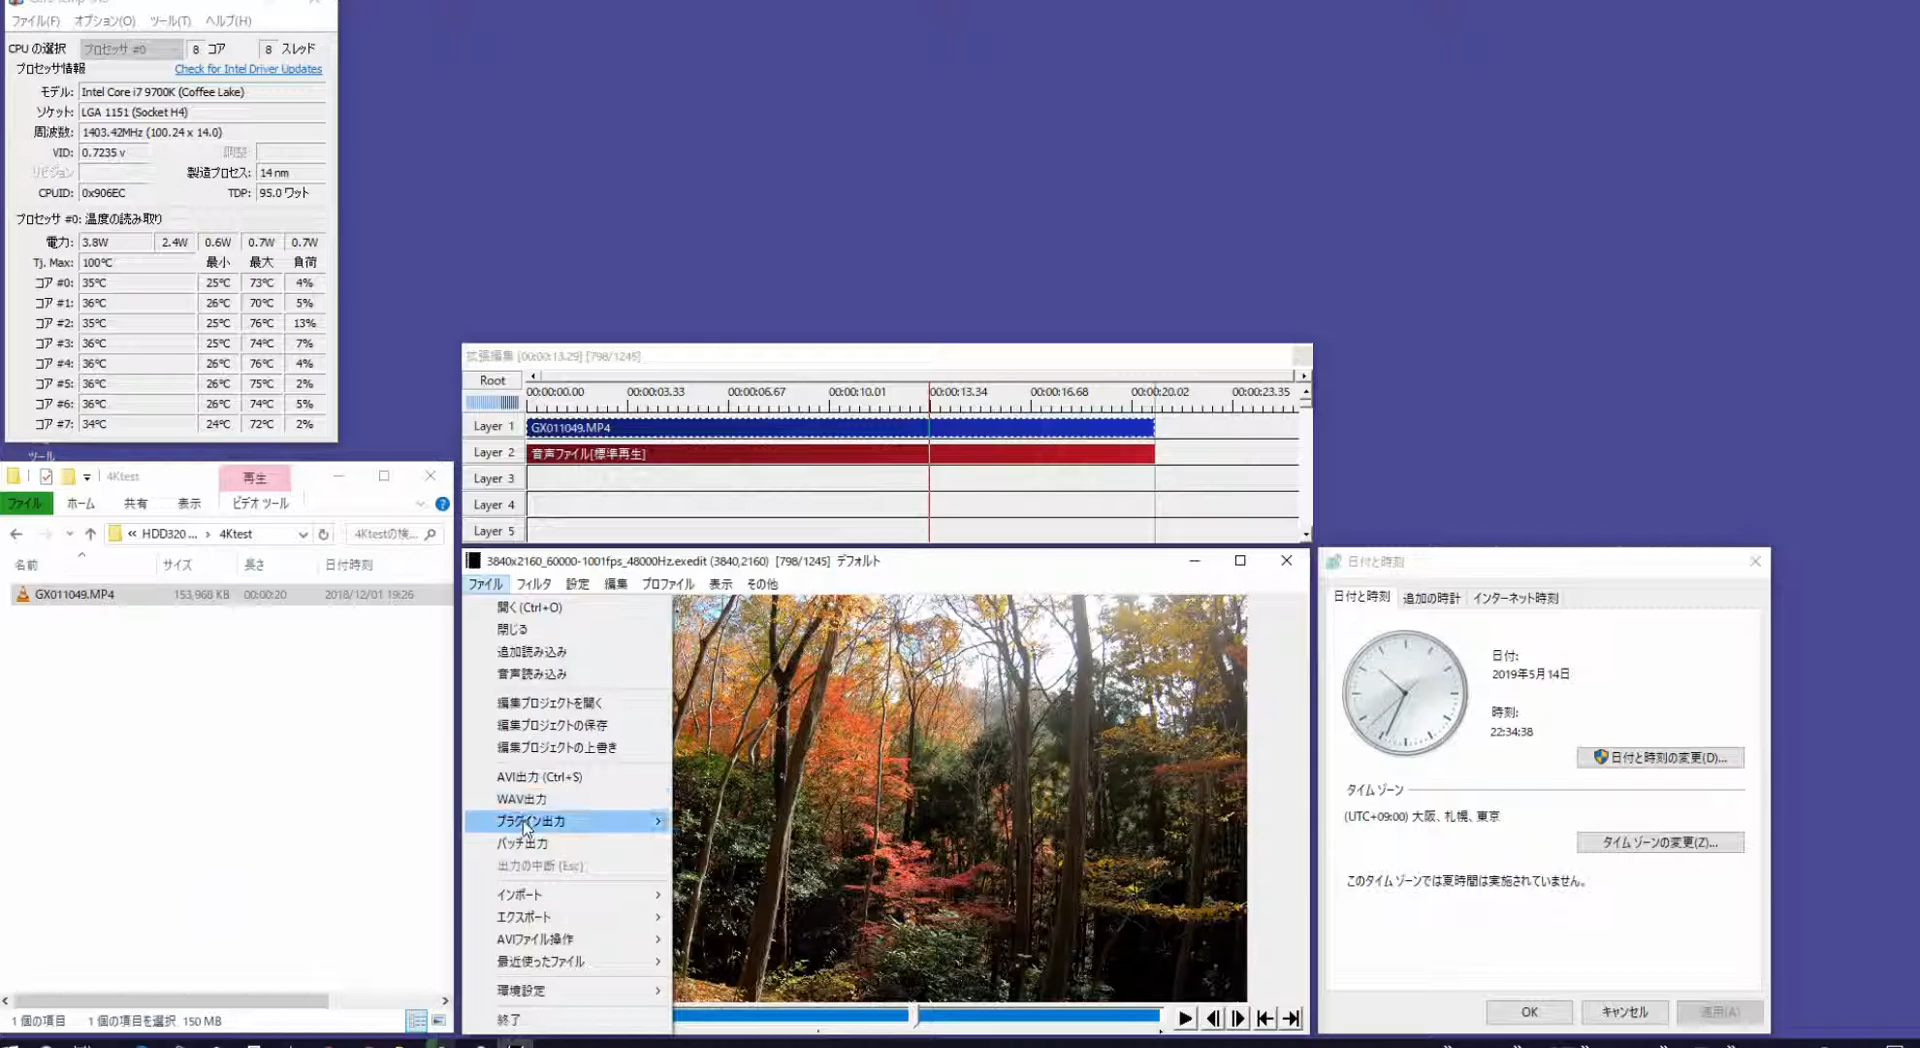 ファイル(F) オプション(O) ツール(T) ヘルプ(H)
CPU の選択 プロセッサ #0 8 コア 8 スレッド
プロセッサ情報 Check for Intel Driver Updates
モデル: Intel Core i7 9700K (Coffee Lake)
ソケット: LGA 1151 (Socket H4)
周波数: 1403.42MHz (100.24 x 14.0)
VID: 0.7235 v 調整
リビジョン 製造プロセス: 14 nm
CPUID: 0x906EC TDP: 95.0 ワット
プロセッサ #0: 温度の読み取り
電力: 3.8W 2.4W 0.6W 0.7W 0.7W
Tj. Max: 100℃ 最小 最大 負荷
コア #0: 35℃ 25℃ 73℃ 4%
コア #1: 36℃ 26℃ 70℃ 5%
コア #2: 35℃ 25℃ 76℃ 13%
コア #3: 36℃ 25℃ 74℃ 7%
コア #4: 36℃ 26℃ 76℃ 4%
コア #5: 36℃ 26℃ 75℃ 2%
コア #6: 36℃ 26℃ 74℃ 5%
コア #7: 34℃ 24℃ 72℃ 2%
ツール
4Ktest 再生
ファイル ホーム 共有 表示 ビデオ ツール
« HDD320 ... › 4Ktest 4Ktestの検...
名前 サイズ 長さ 日付時刻
GX011049.MP4 153,968 KB 00:00:20 2018/12/01 19:26
1 個の項目 1 個の項目を選択 150 MB
拡張編集 [00:00:13.29] [798/1245]
Root
00:00:00.00 00:00:03.33 00:00:06.67 00:00:10.01 00:00:13.34 00:00:16.68 00:00:20.02 00:00:23.35
Layer 1 GX011049.MP4
Layer 2 音声ファイル[標準再生]
Layer 3
Layer 4
Layer 5
3840x2160_60000-1001fps_48000Hz.exedit (3840,2160) [798/1245] デフォルト
ファイル フィルタ 設定 編集 プロファイル 表示 その他
開く(Ctrl+O)
閉じる
追加読み込み
音声読み込み
編集プロジェクトを開く
編集プロジェクトの保存
編集プロジェクトの上書き
AVI出力 (Ctrl+S)
WAV出力
プラグイン出力
バッチ出力
出力の中断 (Esc)
インポート
エクスポート
AVIファイル操作
最近使ったファイル
環境設定
終了
日付と時刻
日付と時刻 追加の時計 インターネット時刻
日付:
2019年5月14日
時刻:
22:34:38
日付と時刻の変更(D)...
タイム ゾーン
(UTC+09:00) 大阪、札幌、東京
タイム ゾーンの変更(Z)...
このタイム ゾーンでは夏時間は実施されていません。
OK キャンセル 適用(A)